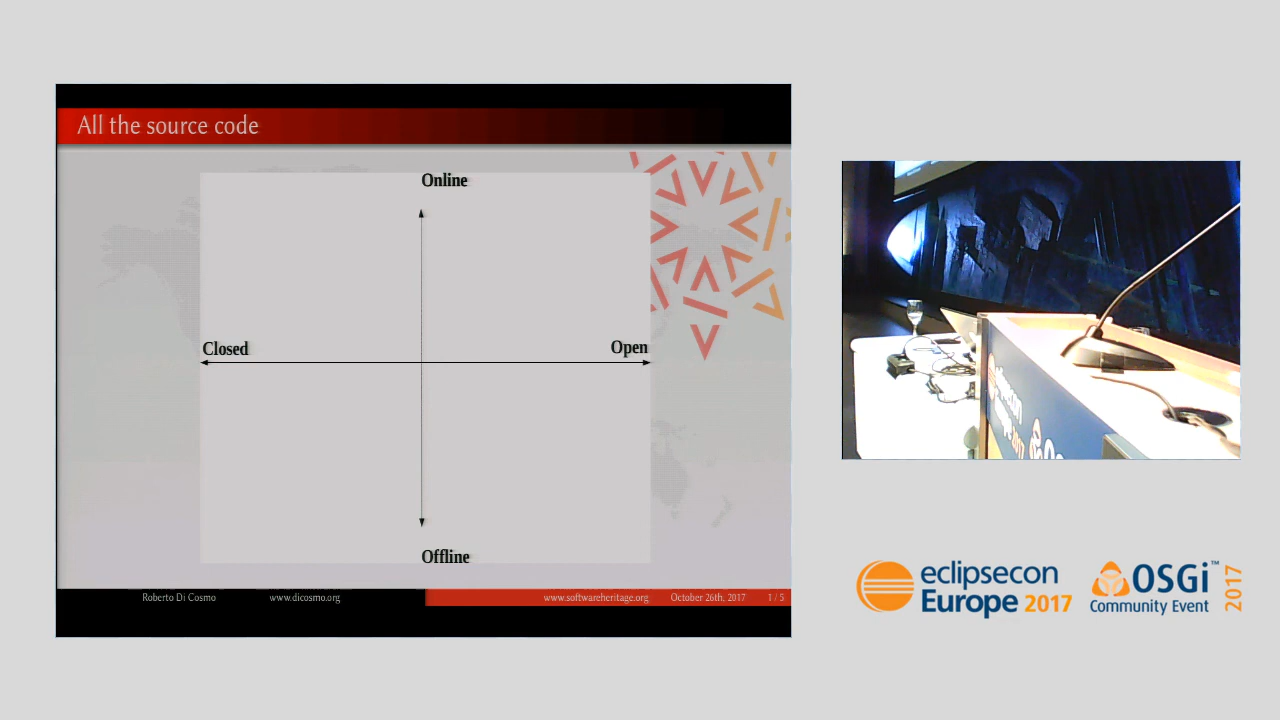 All the source code
Online
Closed
Open
Offline
Roberto Di Cosmo www.dicosmo.org www.softwareheritage.org October 26th, 2017 1 / 5
eclipsecon
Europe 2017
OSGi™
Community Event
2017